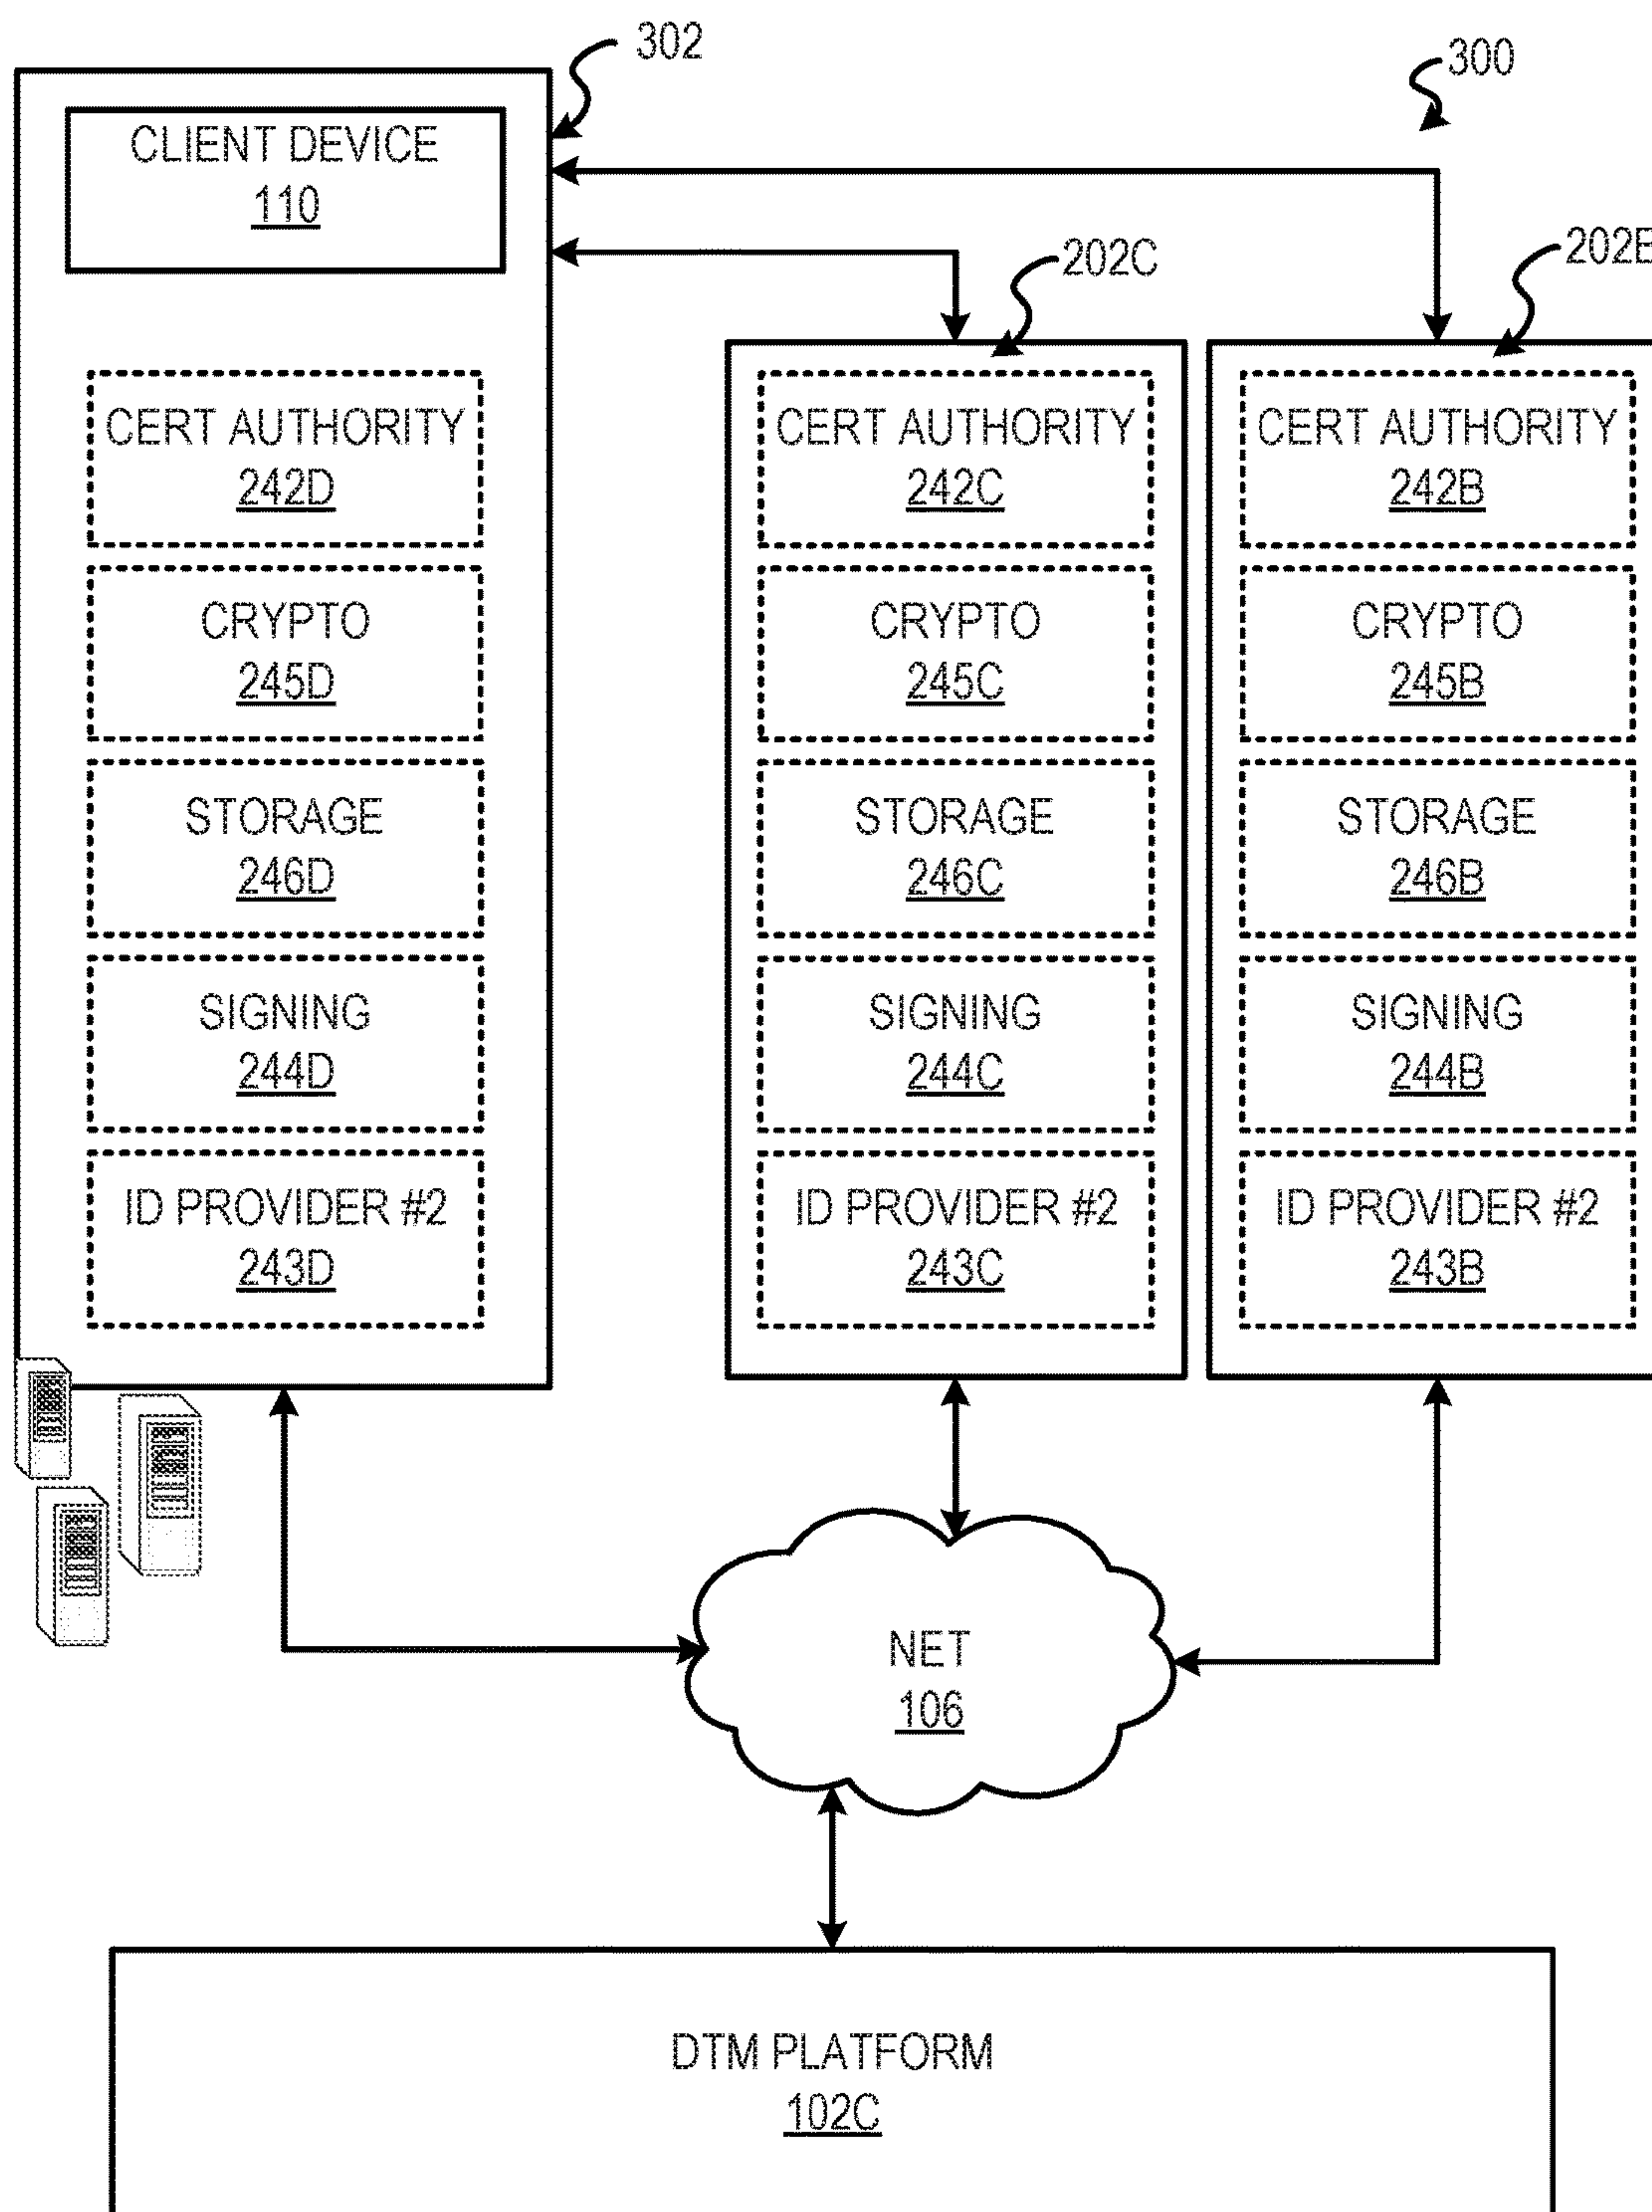 302
300
CLIENT DEVICE
110
202C
CERT AUTHORITY
242D
CRYPTO
245D
STORAGE
246D
SIGNING
244D
ID PROVIDER #2
243D
CERT AUTHORITY
242C
CRYPTO
245C
STORAGE
246C
SIGNING
244C
ID PROVIDER #2
243C
CERT AUTHORITY
242B
CRYPTO
245B
STORAGE
246B
SIGNING
244B
ID PROVIDER #2
243B
NET
106
DTM PLATFORM
102C